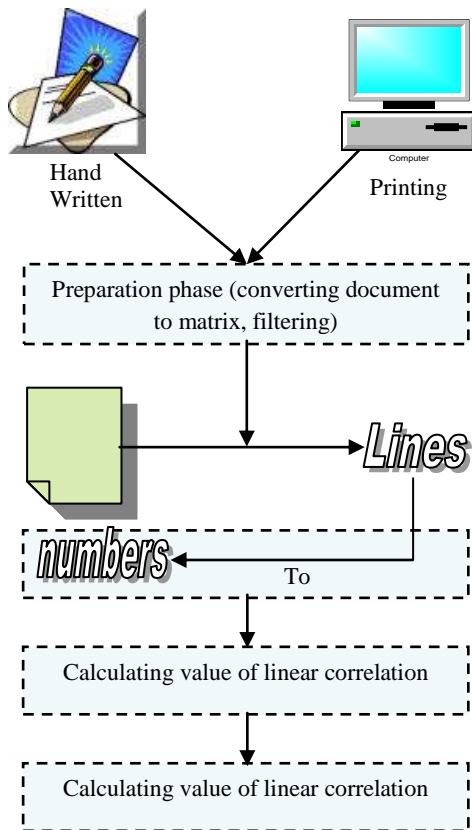 Computer
Hand
Written
Printing
Preparation phase (converting document
to matrix, filtering)
Lines
numbers
To
Calculating value of linear correlation
Calculating value of linear correlation